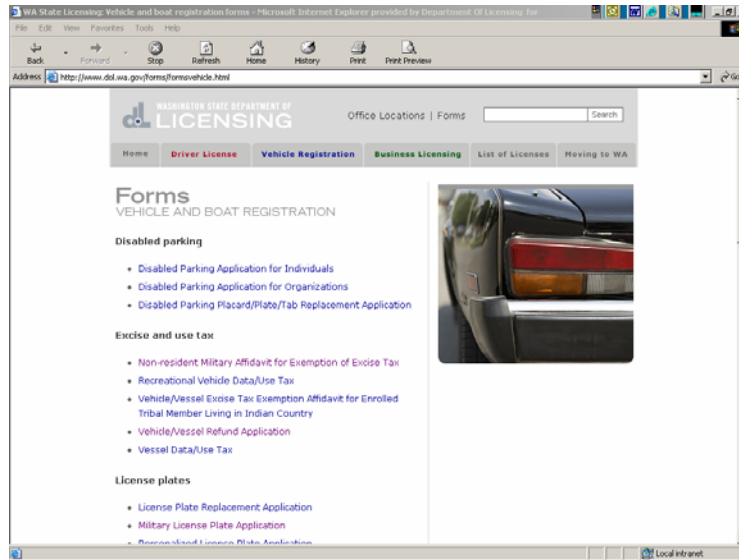 WA State Licensing: Vehicle and boat registration forms - Microsoft Internet Explorer provided by Department Of Licensing for
File Edit View Favorites Tools Help
Back Forward Stop Refresh Home History Print Print Preview
Address http://www.dol.wa.gov/forms/formsvehicle.html Go
WASHINGTON STATE DEPARTMENT OF
dL LICENSING
Office Locations | Forms Search
Home Driver License Vehicle Registration Business Licensing List of Licenses Moving to WA
Forms
VEHICLE AND BOAT REGISTRATION
Disabled parking
• Disabled Parking Application for Individuals
• Disabled Parking Application for Organizations
• Disabled Parking Placard/Plate/Tab Replacement Application
Excise and use tax
• Non-resident Military Affidavit for Exemption of Excise Tax
• Recreational Vehicle Data/Use Tax
• Vehicle/Vessel Excise Tax Exemption Affidavit for Enrolled
Tribal Member Living in Indian Country
• Vehicle/Vessel Refund Application
• Vessel Data/Use Tax
License plates
• License Plate Replacement Application
• Military License Plate Application
• Personalized License Plate Application
Local intranet